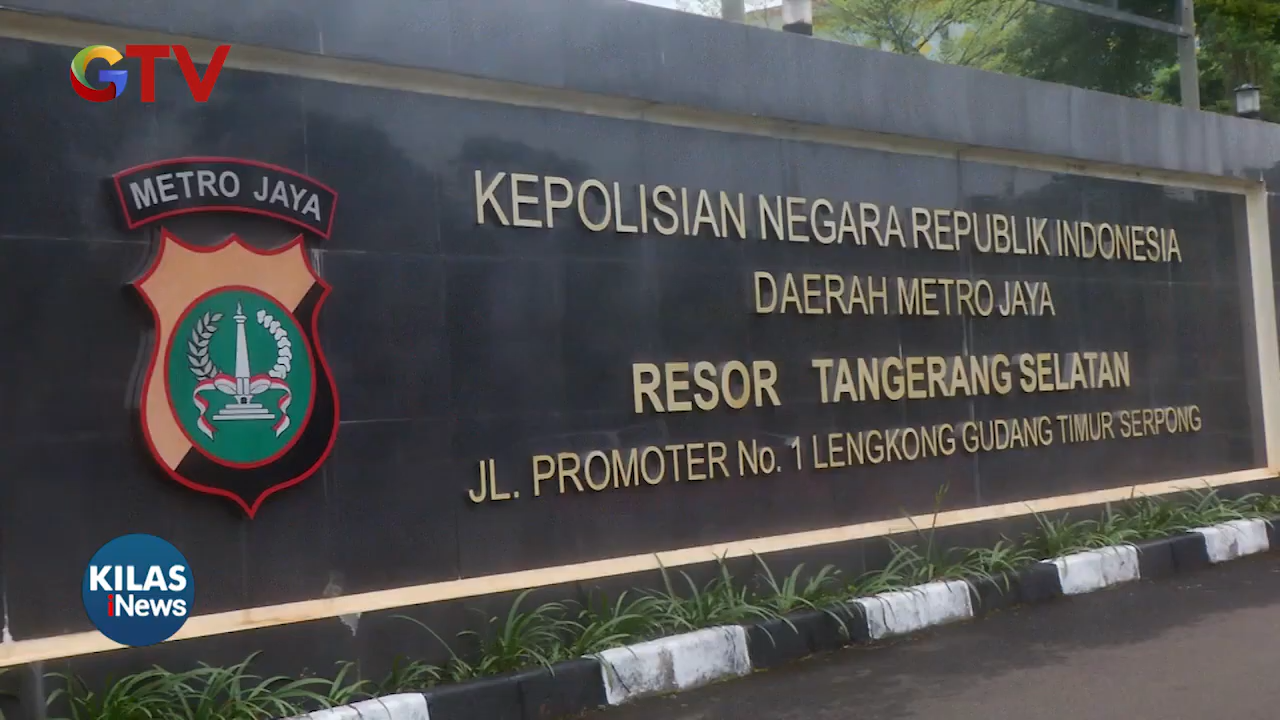 GTV
METRO JAYA
KEPOLISIAN NEGARA REPUBLIK INDONESIA
DAERAH METRO JAYA
RESOR TANGERANG SELATAN
JL. PROMOTER No. 1 LENGKONG GUDANG TIMUR SERPONG
KILAS
iNews